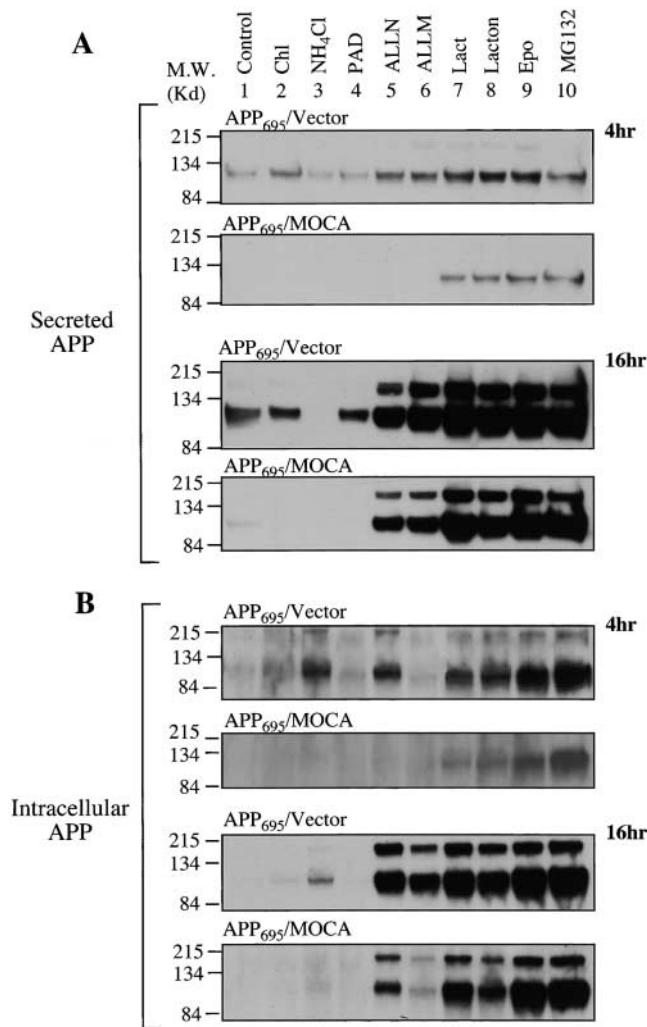 A
M.W.
(Kd)
Control Chl NH₄Cl PAD ALLN ALLM Lact Lacton Epo MG132
1 2 3 4 5 6 7 8 9 10
APP₆₉₅/Vector
4hr
215
134
84
APP₆₉₅/MOCA
215
134
84
Secreted
APP
APP₆₉₅/Vector
16hr
215
134
84
APP₆₉₅/MOCA
215
134
84
B
APP₆₉₅/Vector
4hr
215
134
84
APP₆₉₅/MOCA
215
134
84
Intracellular
APP
APP₆₉₅/Vector
16hr
215
134
84
APP₆₉₅/MOCA
215
134
84